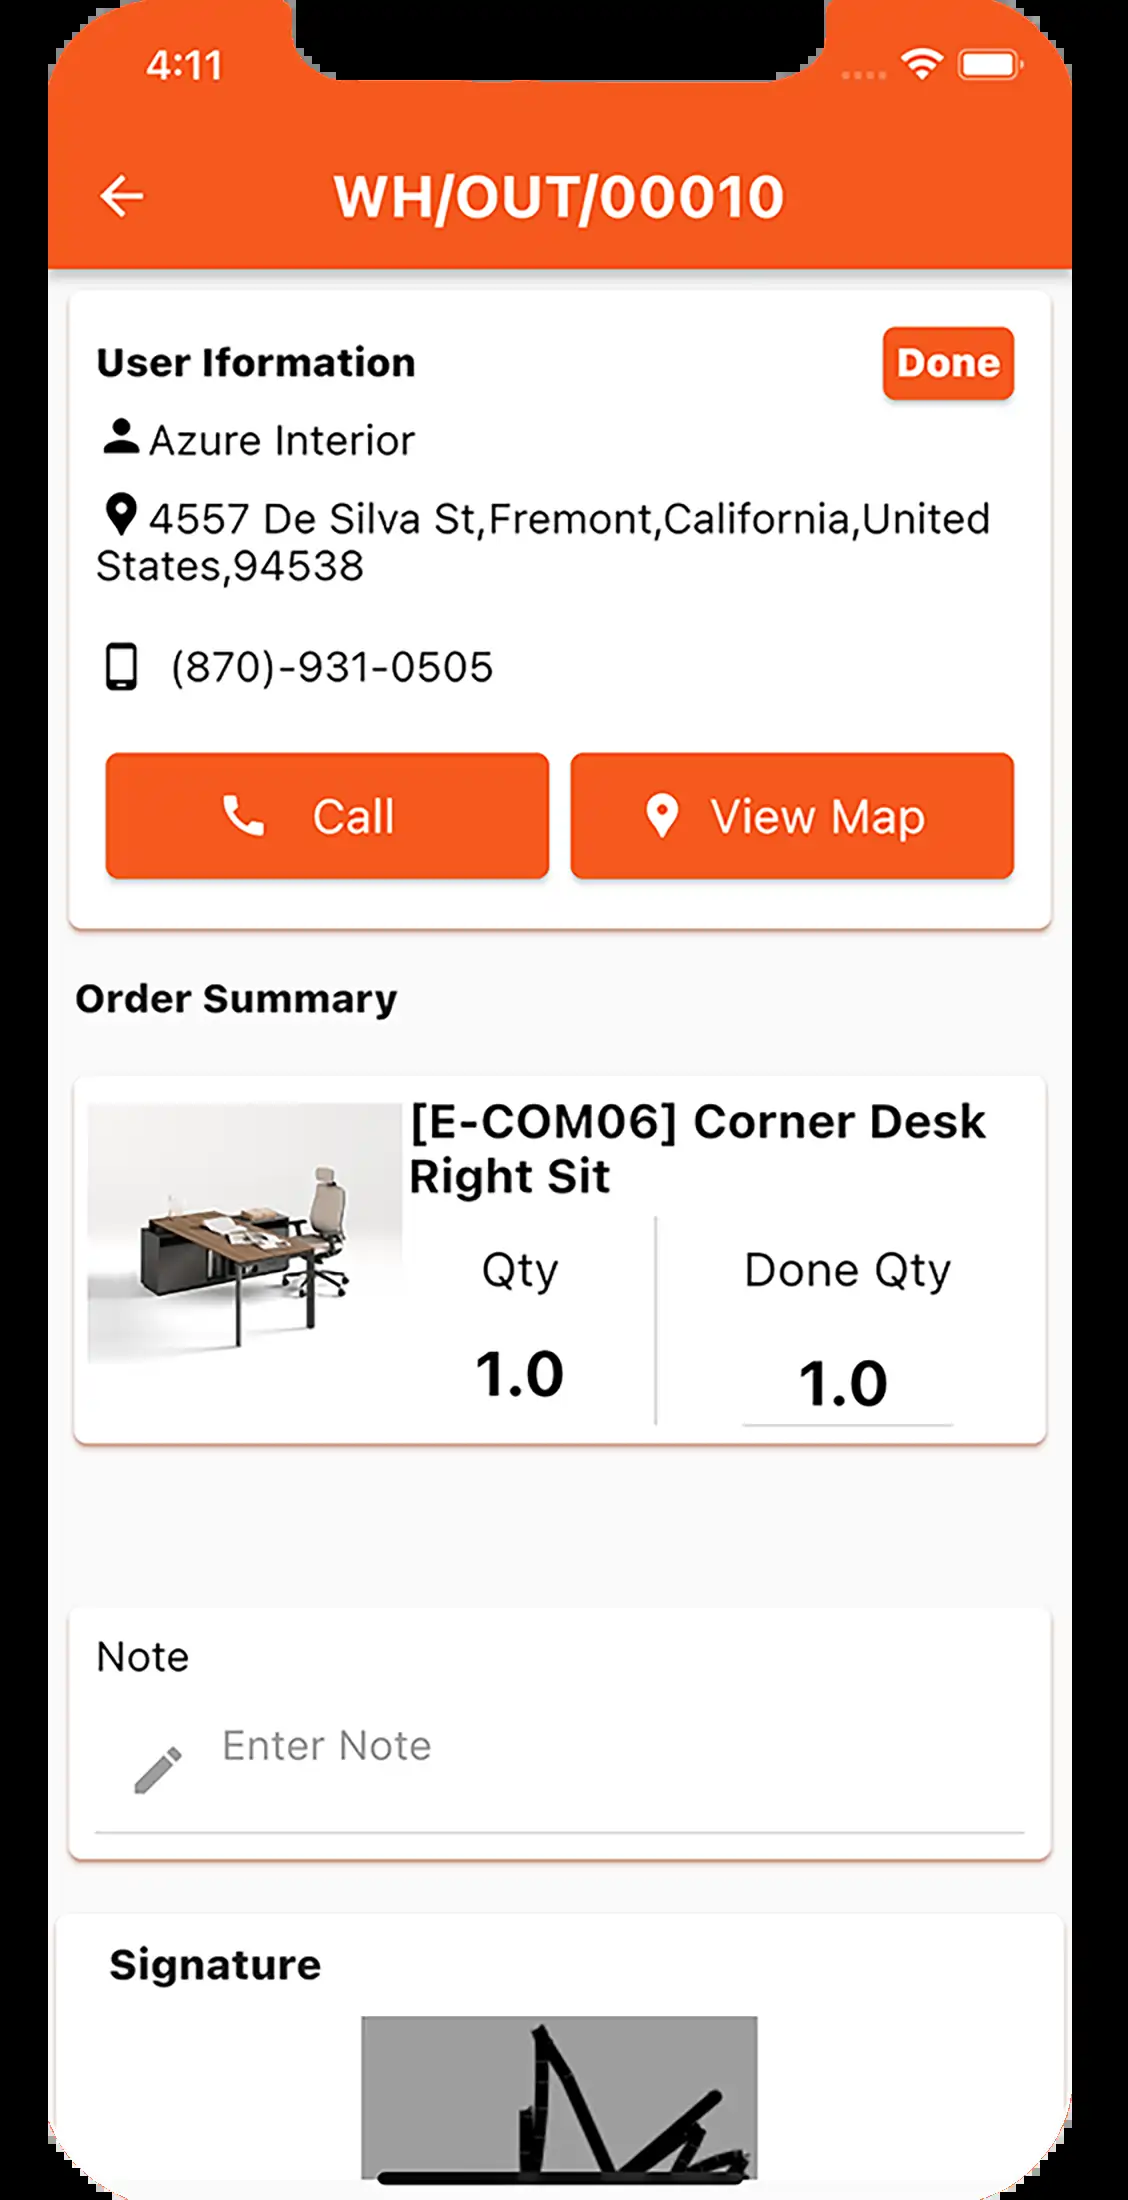 4:11
WH/OUT/00010
User Iformation
Done
Azure Interior
4557 De Silva St,Fremont,California,United
States,94538
(870)-931-0505
Call
View Map
Order Summary
[E-COM06] Corner Desk
Right Sit
Qty
Done Qty
1.0
1.0
Note
Enter Note
Signature